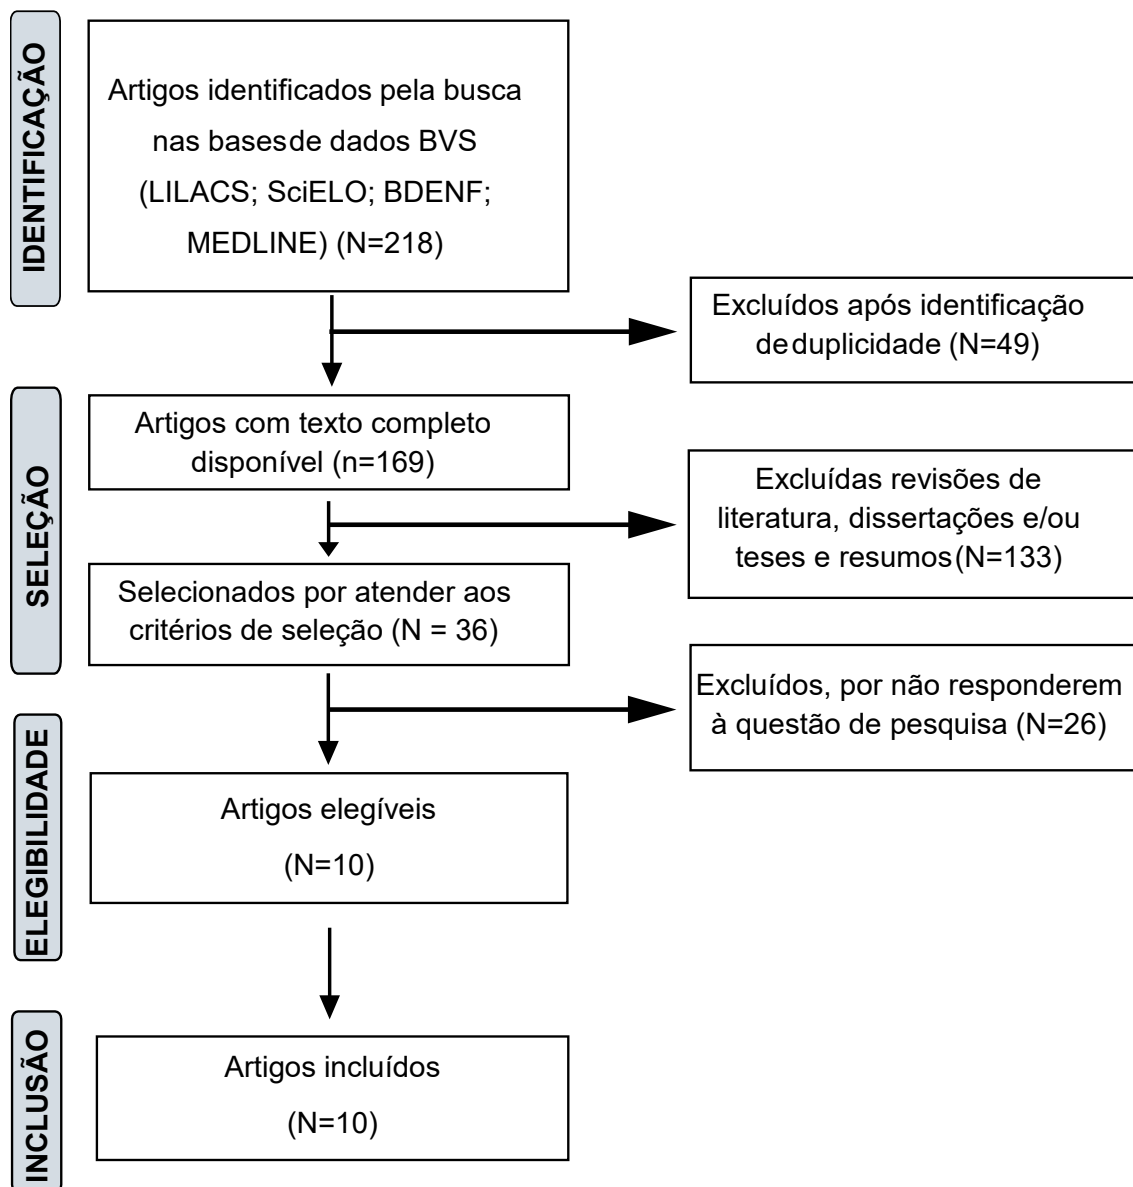 IDENTIFICAÇÃO
Artigos identificados pela busca
nas basesde dados BVS
(LILACS; SciELO; BDENF;
MEDLINE) (N=218)
Excluídos após identificação
deduplicidade (N=49)
SELEÇÃO
Artigos com texto completo
disponível (n=169)
Excluídas revisões de
literatura, dissertações e/ou
teses e resumos(N=133)
Selecionados por atender aos
critérios de seleção (N = 36)
Excluídos, por não responderem
à questão de pesquisa (N=26)
ELEGIBILIDADE
Artigos elegíveis
(N=10)
INCLUSÃO
Artigos incluídos
(N=10)